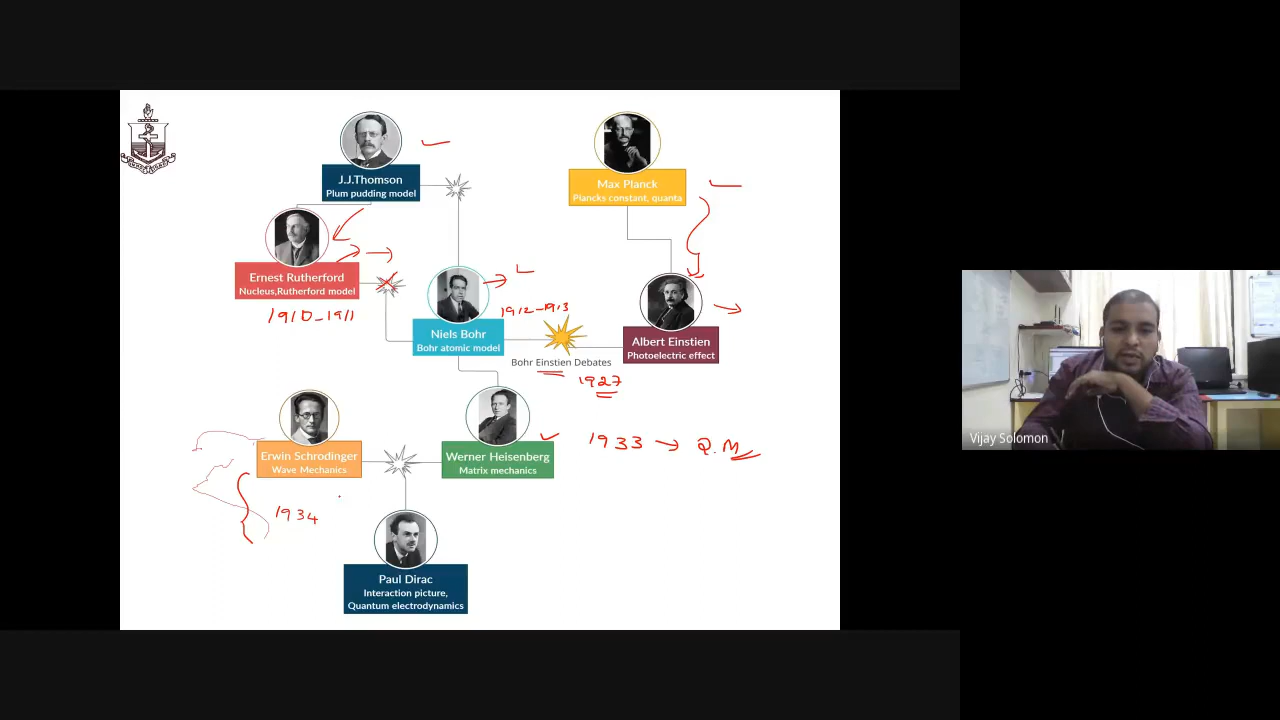 J.J.Thomson
Plum pudding model
Max Planck
Plancks constant, quanta
Ernest Rutherford
Nucleus,Rutherford model
1910-1911
1912-1913
Niels Bohr
Bohr atomic model
Albert Einstien
Photoelectric effect
Bohr Einstien Debates
1927
Erwin Schrodinger
Wave Mechanics
Werner Heisenberg
Matrix mechanics
1933 → Q.M
1934
Paul Dirac
Interaction picture,
Quantum electrodynamics
Vijay Solomon